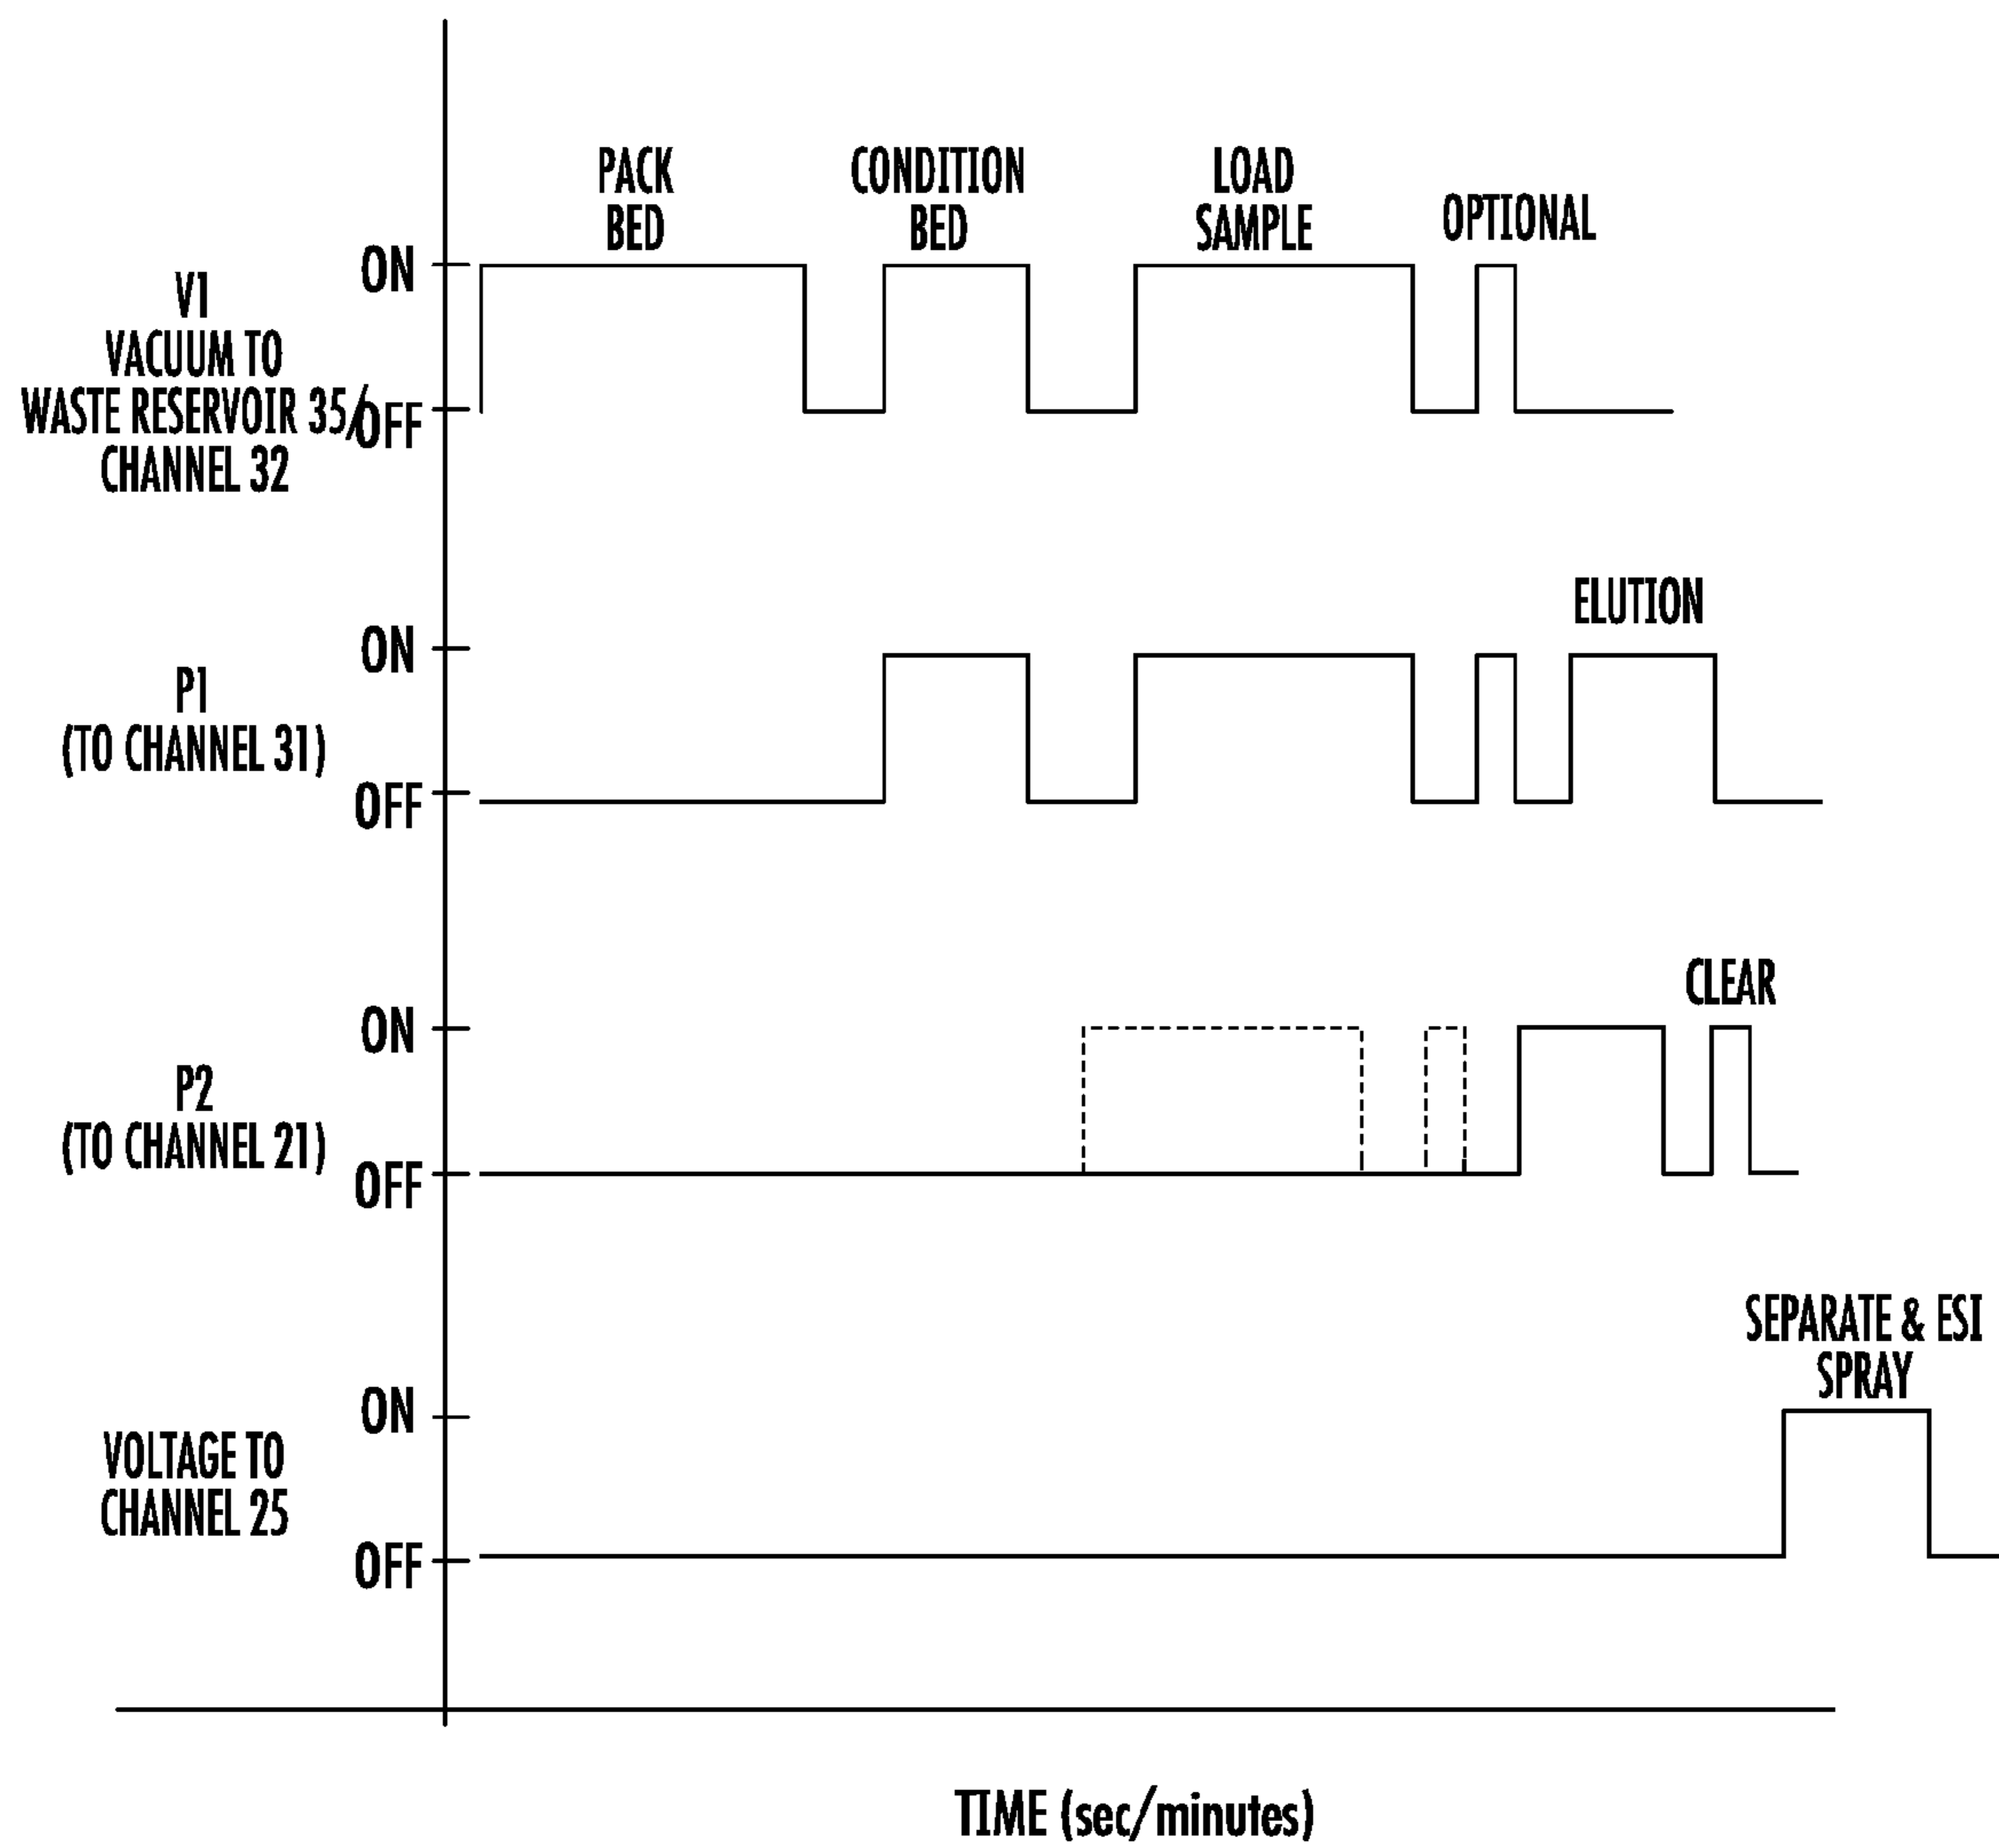 PACK
BED
CONDITION
BED
LOAD
SAMPLE
OPTIONAL
ON
V1
VACUUM TO
WASTE RESERVOIR 35/
CHANNEL 32
OFF
ELUTION
ON
P1
(TO CHANNEL 31)
OFF
CLEAR
ON
P2
(TO CHANNEL 21)
OFF
SEPARATE & ESI
SPRAY
ON
VOLTAGE TO
CHANNEL 25
OFF
TIME (sec/minutes)